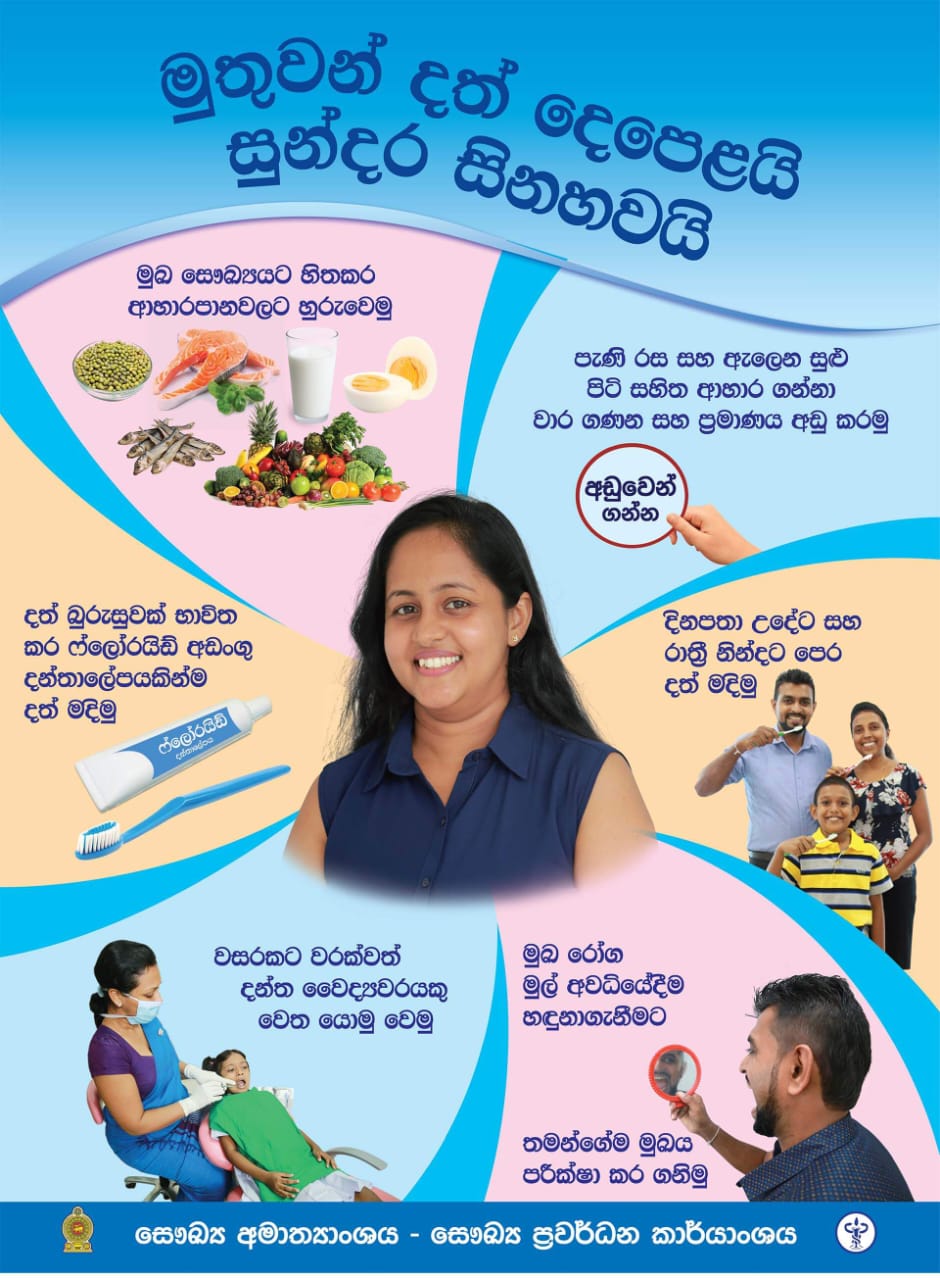 මුතුවන් දත් දෙපෙළයි
සුන්දර සිනහවයි
මුඛ සෞඛ්‍යයට හිතකර
ආහාරපානවලට හුරුවෙමු
පැණි රස සහ ඇලෙන සුළු
පිටි සහිත ආහාර ගන්නා
වාර ගණන සහ ප්‍රමාණය අඩු කරමු
අඩුවෙන්
ගන්න
දත් බුරුසුවක් භාවිත
කර ෆ්ලෝරයිඩ් අඩංගු
දන්තාලේපයකින්ම
දත් මදිමු
ෆ්ලෝරයිඩ්
දන්තාලේපය
දිනපතා උදේට සහ
රාත්‍රී නින්දට පෙර
දත් මදිමු
වසරකට වරක්වත්
දන්ත වෛද්‍යවරයකු
වෙත යොමු වෙමු
මුඛ රෝග
මුල් අවධියේදීම
හඳුනාගැනීමට
තමන්ගේම මුඛය
පරීක්ෂා කර ගනිමු
සෞඛ්‍ය අමාත්‍යාංශය - සෞඛ්‍ය ප්‍රවර්ධන කාර්යාංශය